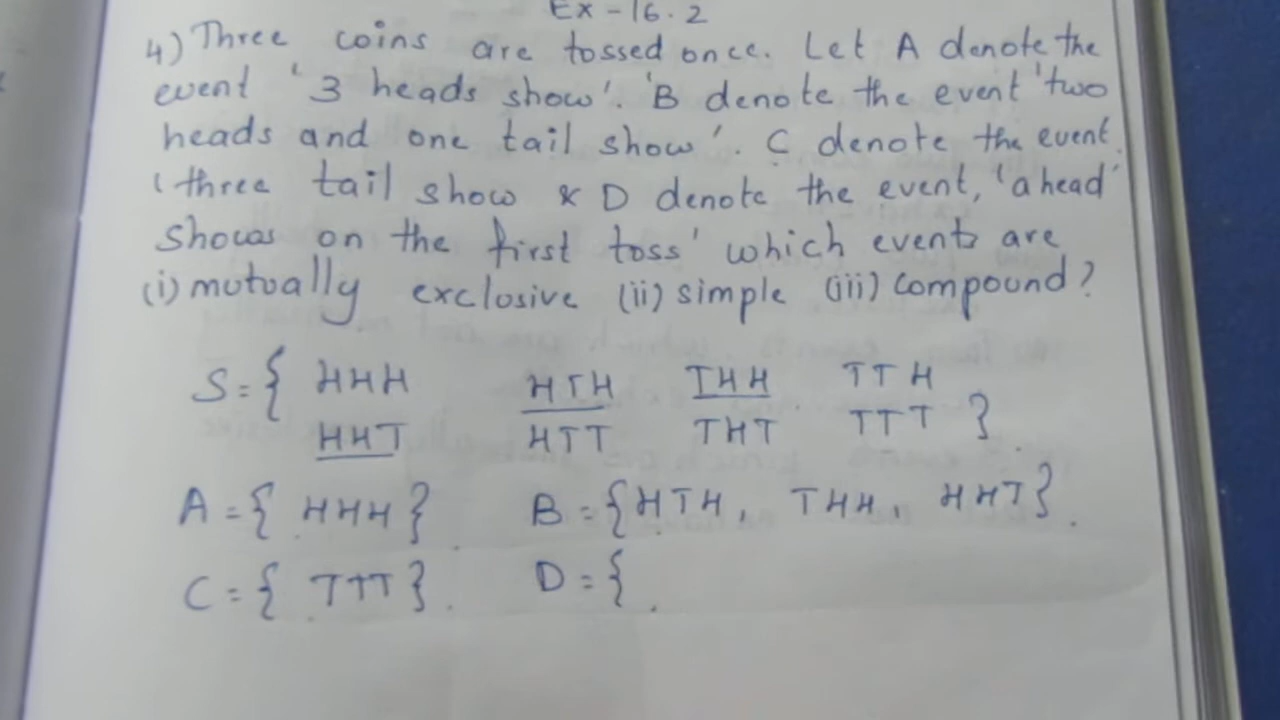 Ex-16.2
4) Three coins are tossed once. Let A denote the
event '3 heads show'. 'B denote the event 'two
heads and one tail show'. C denote the event
'three tail show & D denote the event, 'a head'
Shows on the first toss' which events are
(i) mutually exclusive (ii) simple (iii) compound?
S={ HHH HTH THH TTH
HHT HTT THT TTT }
A={ HHH } B={HTH, THH, HHT}
C={ TTT } D={